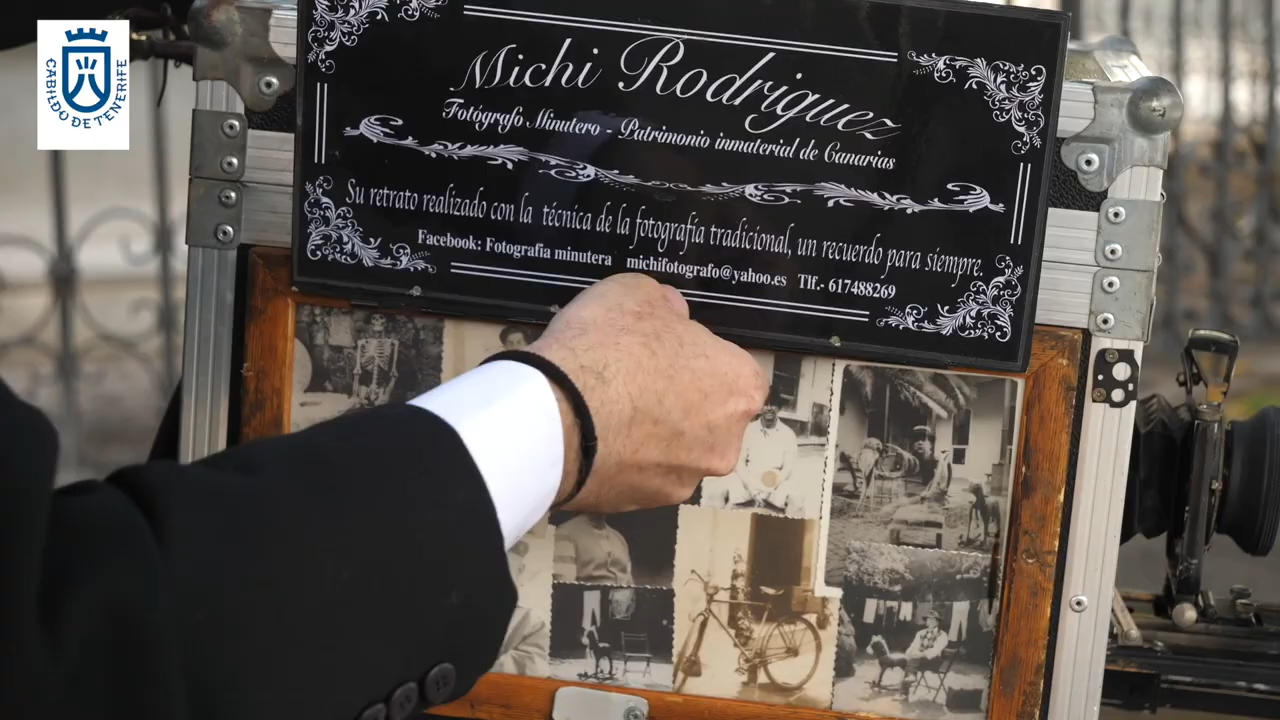 CABILDO DE TENERIFE
Michi Rodriguez
Fotógrafo Minutero - Patrimonio inmaterial de Canarias
Su retrato realizado con la técnica de la fotografía tradicional, un recuerdo para siempre.
Facebook: Fotografia minutera michifotografo@yahoo.es Tlf.- 617488269